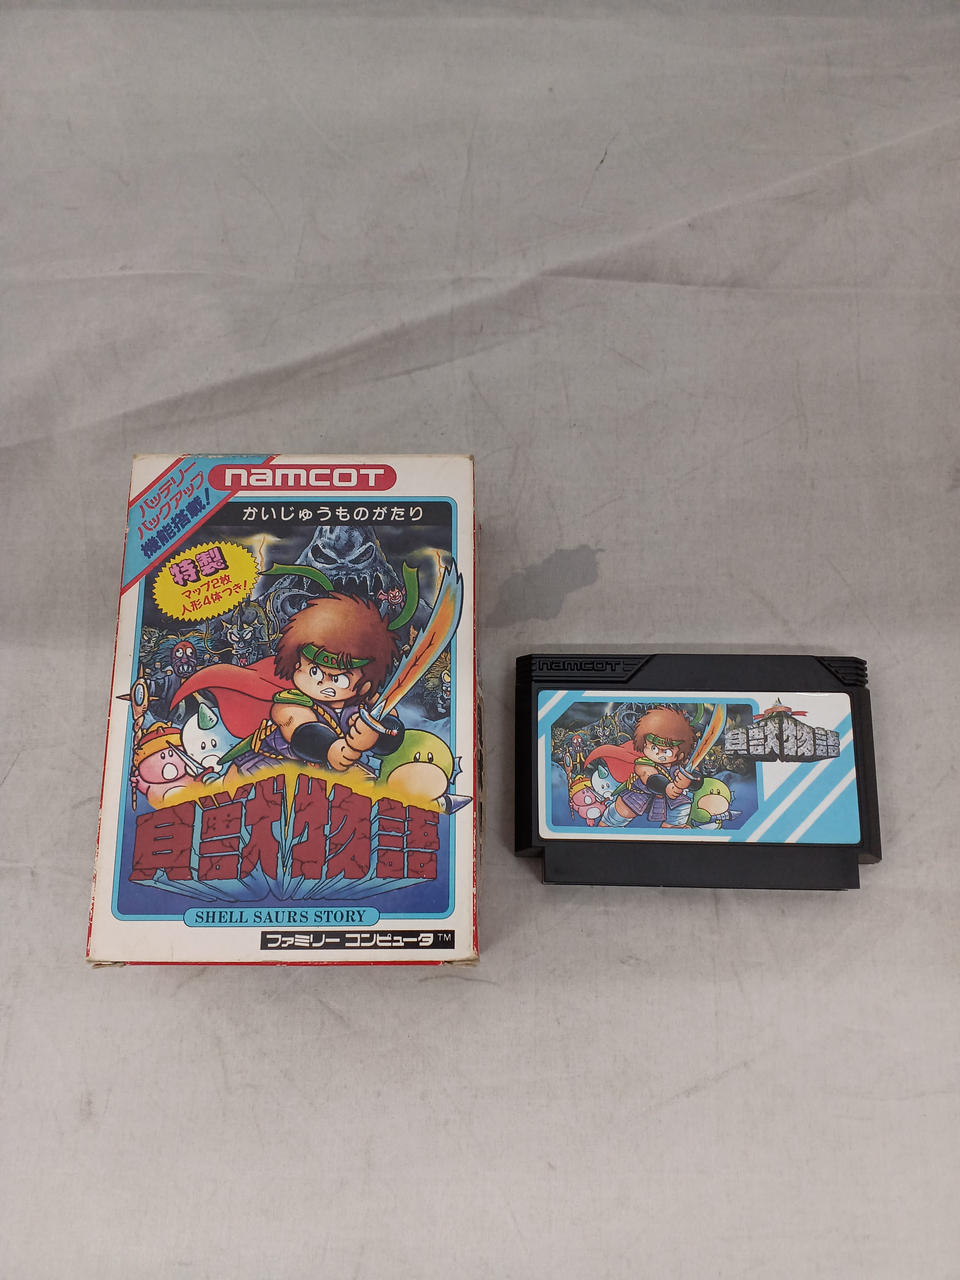 バッテリー
バックアップ
機能搭載!
namcoT
かいじゅうものがたり
特製
マップ2枚
人形4体つき!
貝獣物語
SHELL SAURS STORY
ファミリー コンピュータ TM
namcoT
貝獣物語